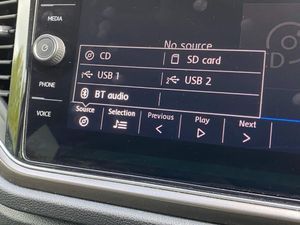 MEDIA
No source
CD
SD card
USB 1
USB 2
PHONE
BT audio
VOICE
Source
Selection
Previous
Play
Next